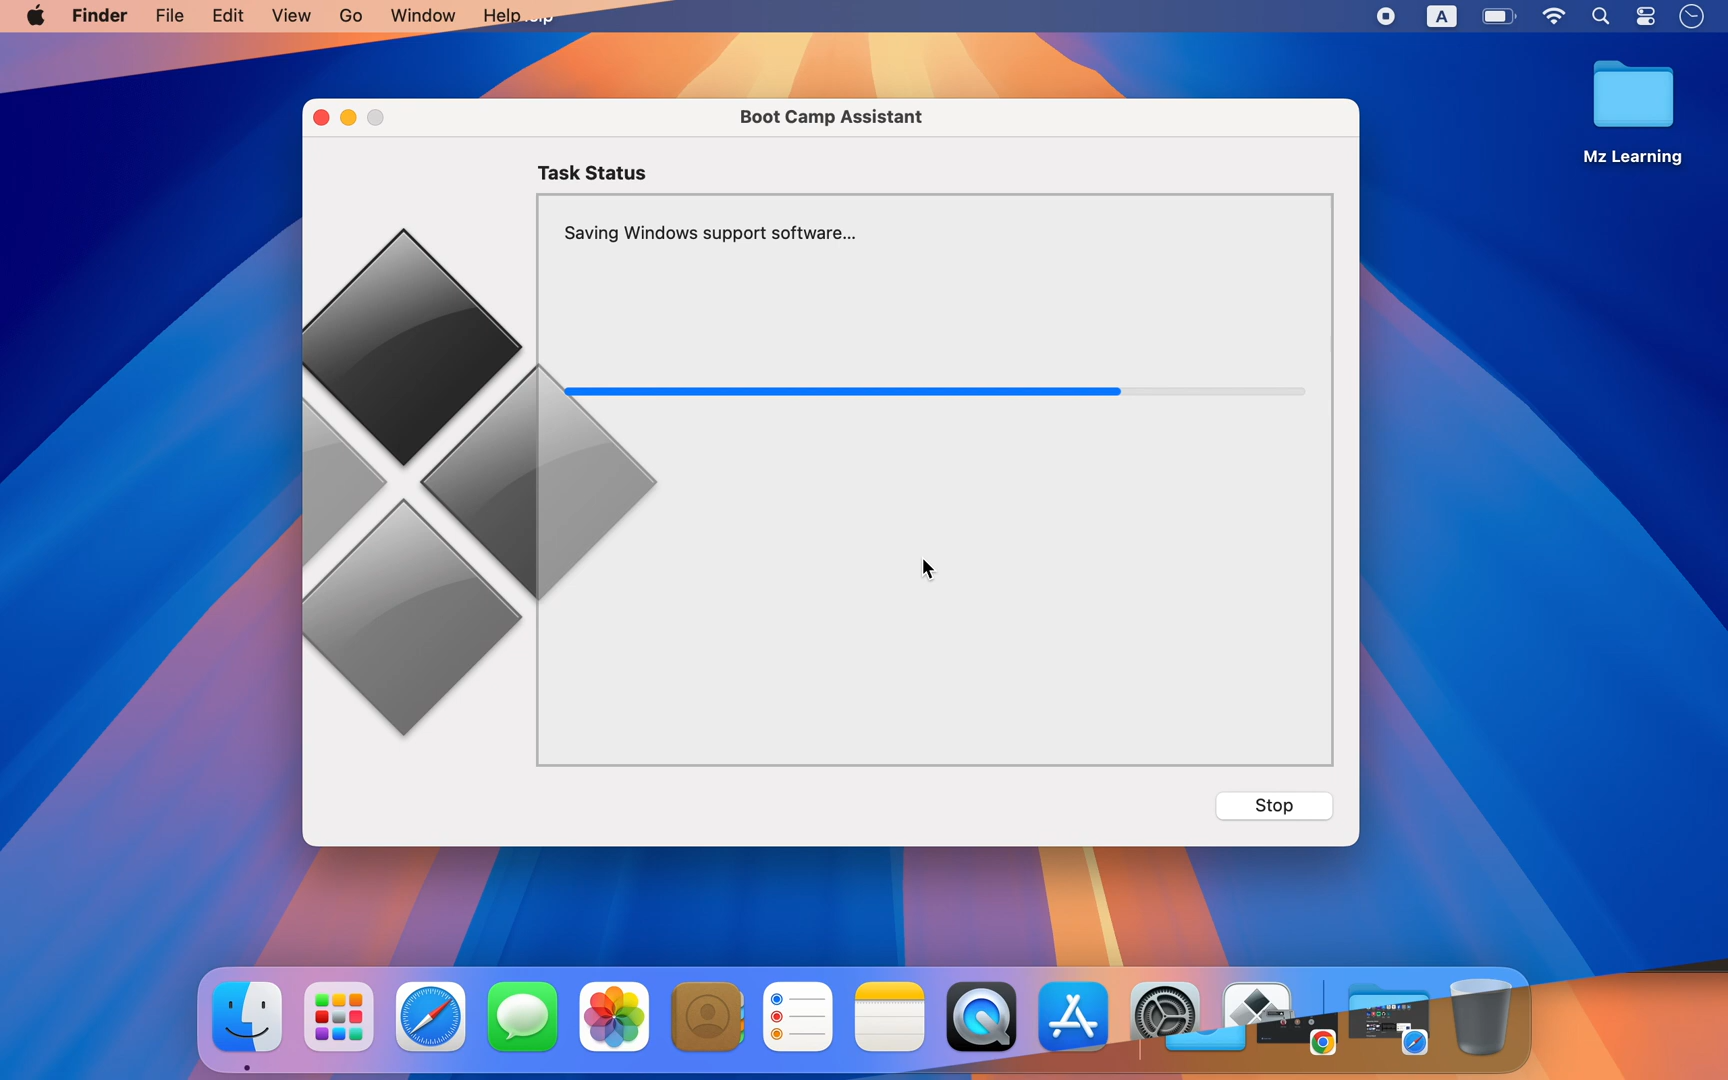 Finder File Edit View Go Window Help
A
Boot Camp Assistant
Mz Learning
Task Status
Saving Windows support software...
Stop